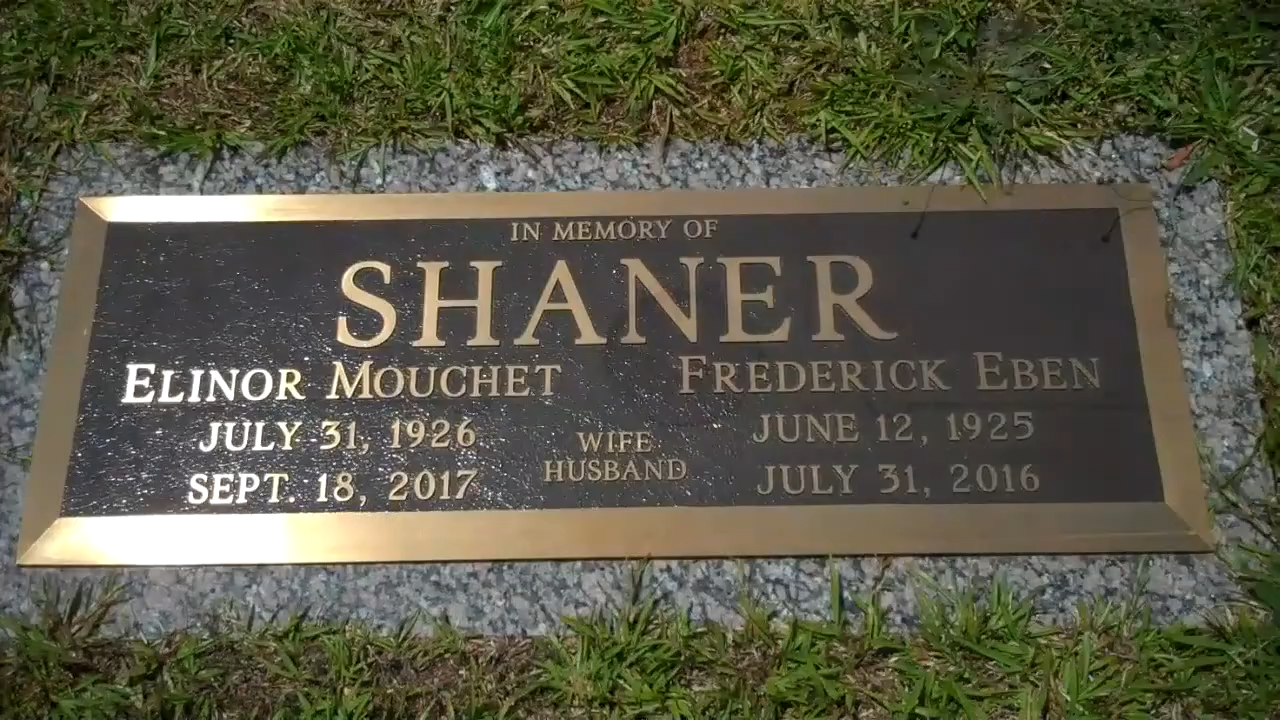 IN MEMORY OF
SHANER
ELINOR MOUCHET
JULY 31, 1926
SEPT. 18, 2017
WIFE
HUSBAND
FREDERICK EBEN
JUNE 12, 1925
JULY 31, 2016